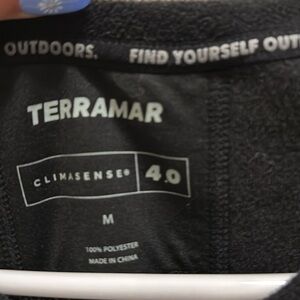 OUTDOORS. FIND YOURSELF OUT
TERRAMAR
CLIMASENSE® 4.0
M
100% POLYESTER
MADE IN CHINA